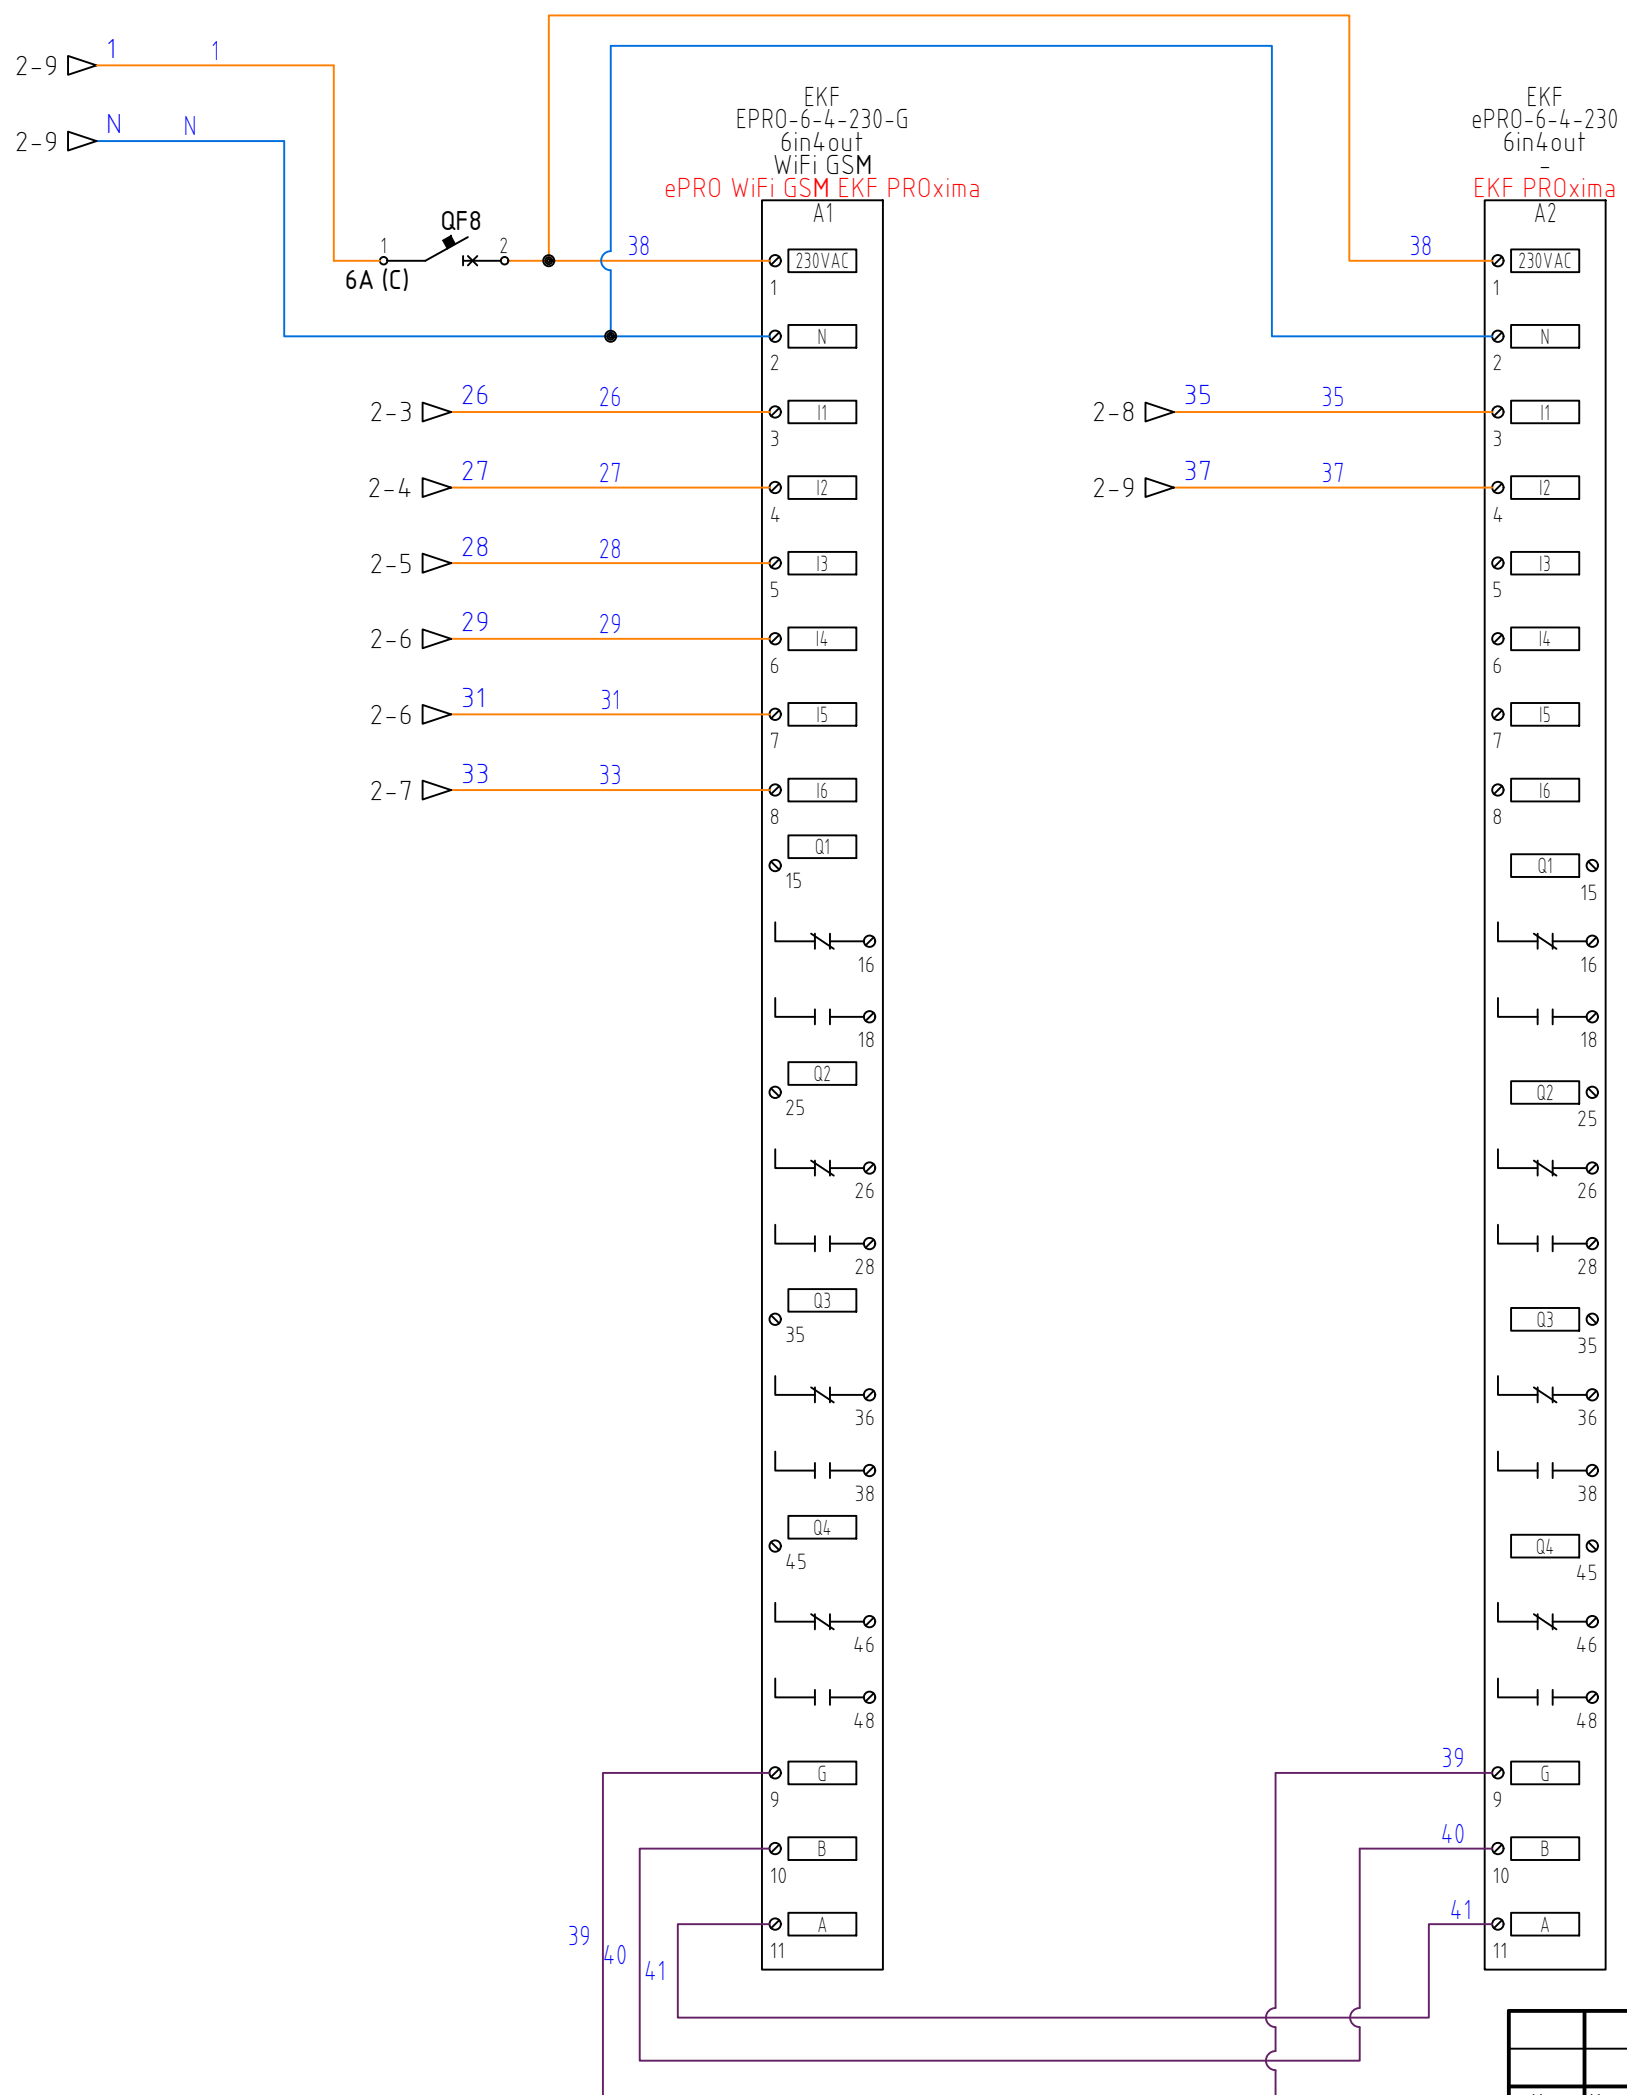 2-9 1 1
2-9 N N
EKF
EPRO-6-4-230-G
6in4out
WiFi GSM
ePRO WiFi GSM EKF PROxima
A1
EKF
ePRO-6-4-230
6in4out
-
EKF PROxima
A2
QF8
1 2
6A (C)
38
230VAC
1
N
2
2-3 26 26
I1
3
2-4 27 27
I2
4
2-5 28 28
I3
5
2-6 29 29
I4
6
2-6 31 31
I5
7
2-7 33 33
I6
8
Q1
15
16
18
Q2
25
26
28
Q3
35
36
38
Q4
45
46
48
G
9
B
10
A
11
39
40
41
38
230VAC
1
N
2
2-8 35 35
I1
3
2-9 37 37
I2
4
I3
5
I4
6
I5
7
I6
8
Q1
15
16
18
Q2
25
26
28
Q3
35
36
38
Q4
45
46
48
39
G
9
40
B
10
41
A
11